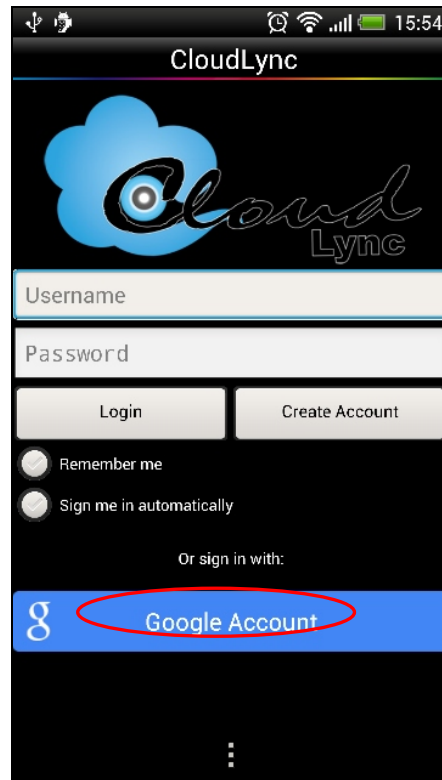 15:54
CloudLync
Cloud
Lync
Username
Password
Login Create Account
Remember me
Sign me in automatically
Or sign in with:
g Google Account